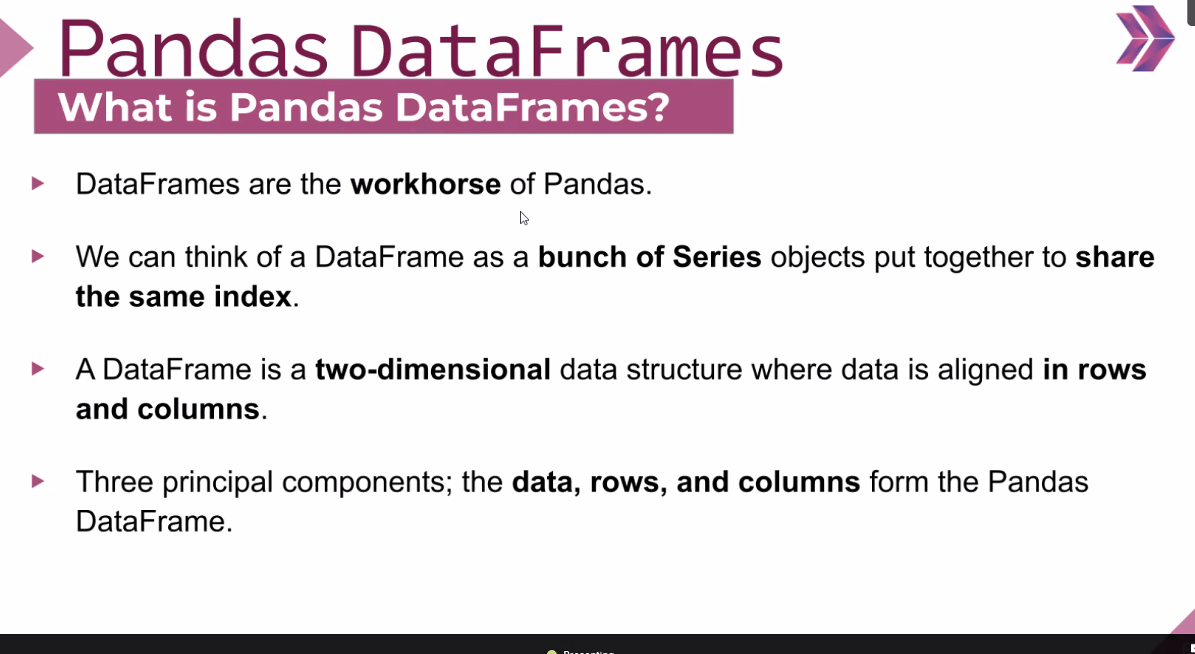 Pandas DataFrames
What is Pandas DataFrames?
DataFrames are the workhorse of Pandas.
We can think of a DataFrame as a bunch of Series objects put together to share
the same index.
A DataFrame is a two-dimensional data structure where data is aligned in rows
and columns.
Three principal components; the data, rows, and columns form the Pandas
DataFrame.